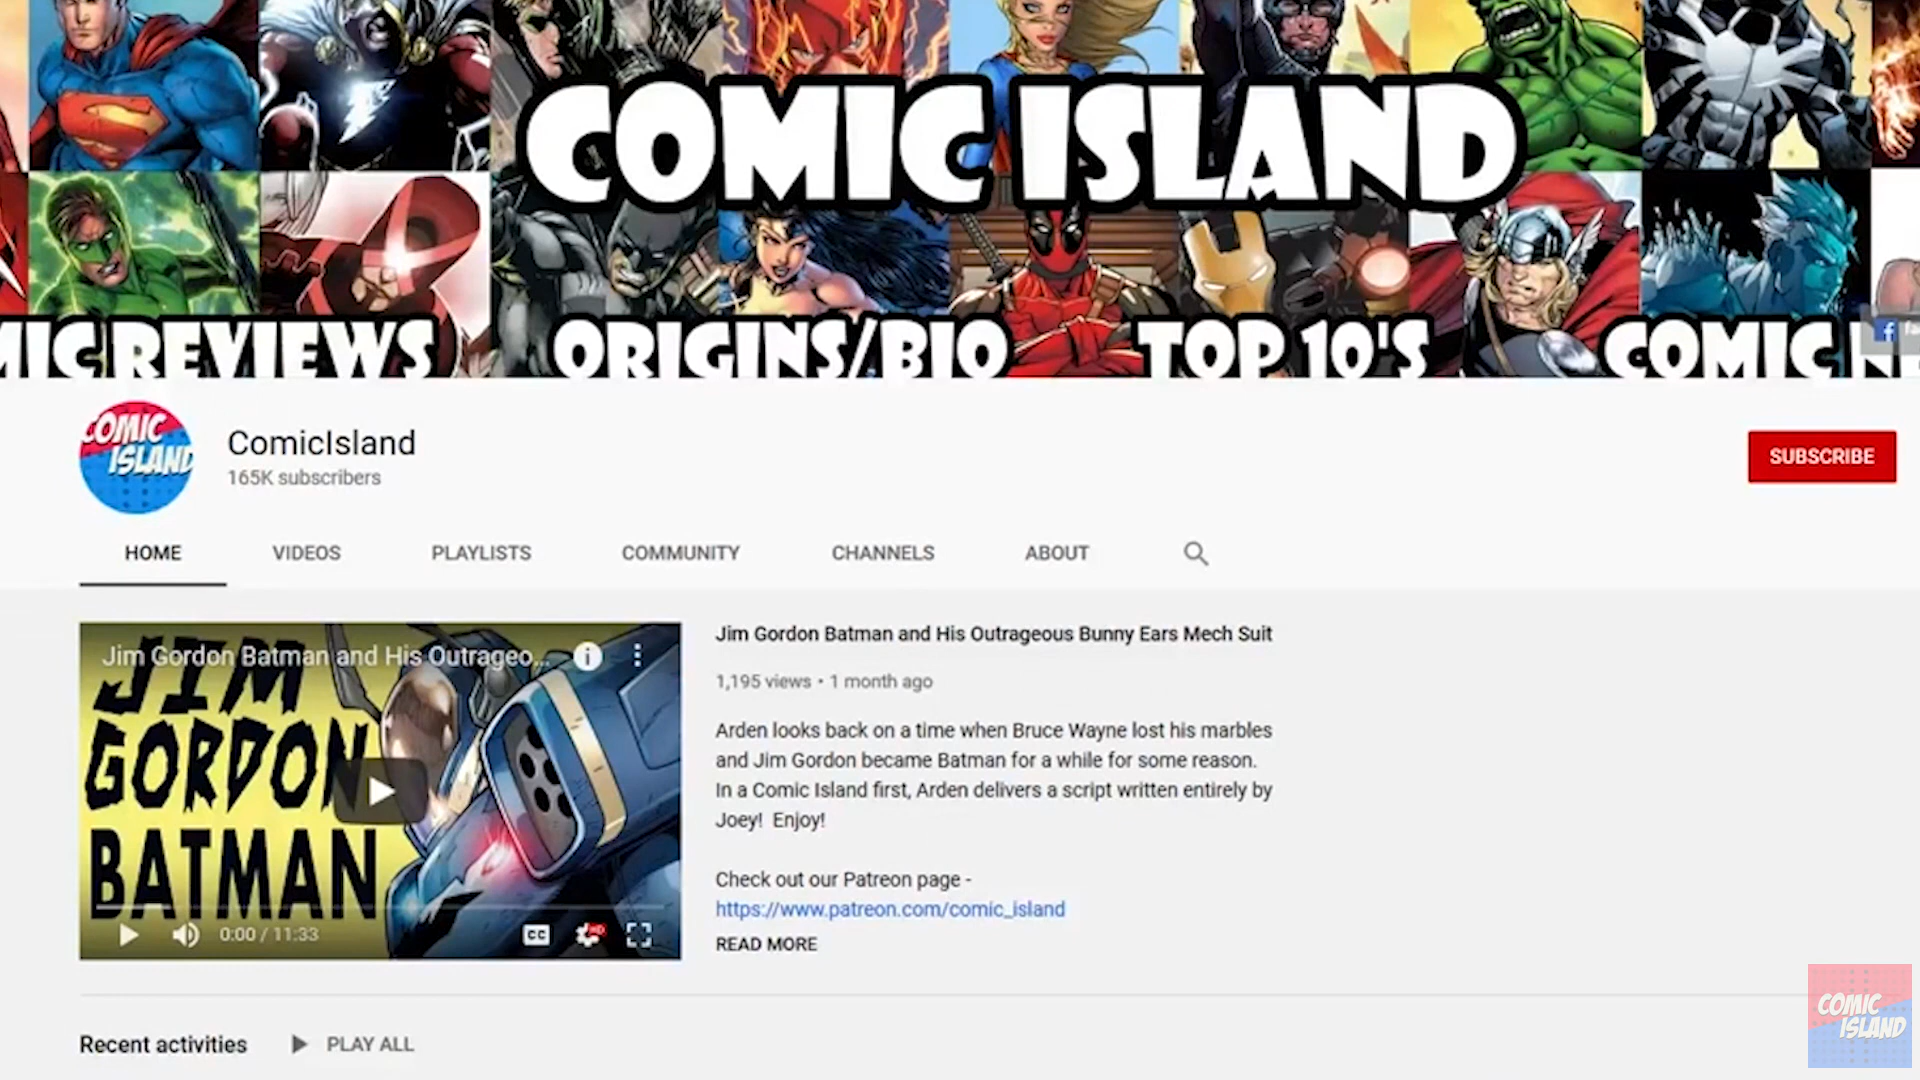 COMIC ISLAND
MIC REVIEWS
ORIGINS/BIO
TOP 10'S
COMIC
COMIC ISLAND
ComicIsland
165K subscribers
SUBSCRIBE
HOME
VIDEOS
PLAYLISTS
COMMUNITY
CHANNELS
ABOUT
Jim Gordon Batman and His Outrageo...
JIM
GORDON
BATMAN
0:00 / 11:33
CC
HD
Jim Gordon Batman and His Outrageous Bunny Ears Mech Suit
1,195 views • 1 month ago
Arden looks back on a time when Bruce Wayne lost his marbles
and Jim Gordon became Batman for a while for some reason.
In a Comic Island first, Arden delivers a script written entirely by
Joey! Enjoy!
Check out our Patreon page -
https://www.patreon.com/comic_island
READ MORE
Recent activities
PLAY ALL
COMIC
ISLAND